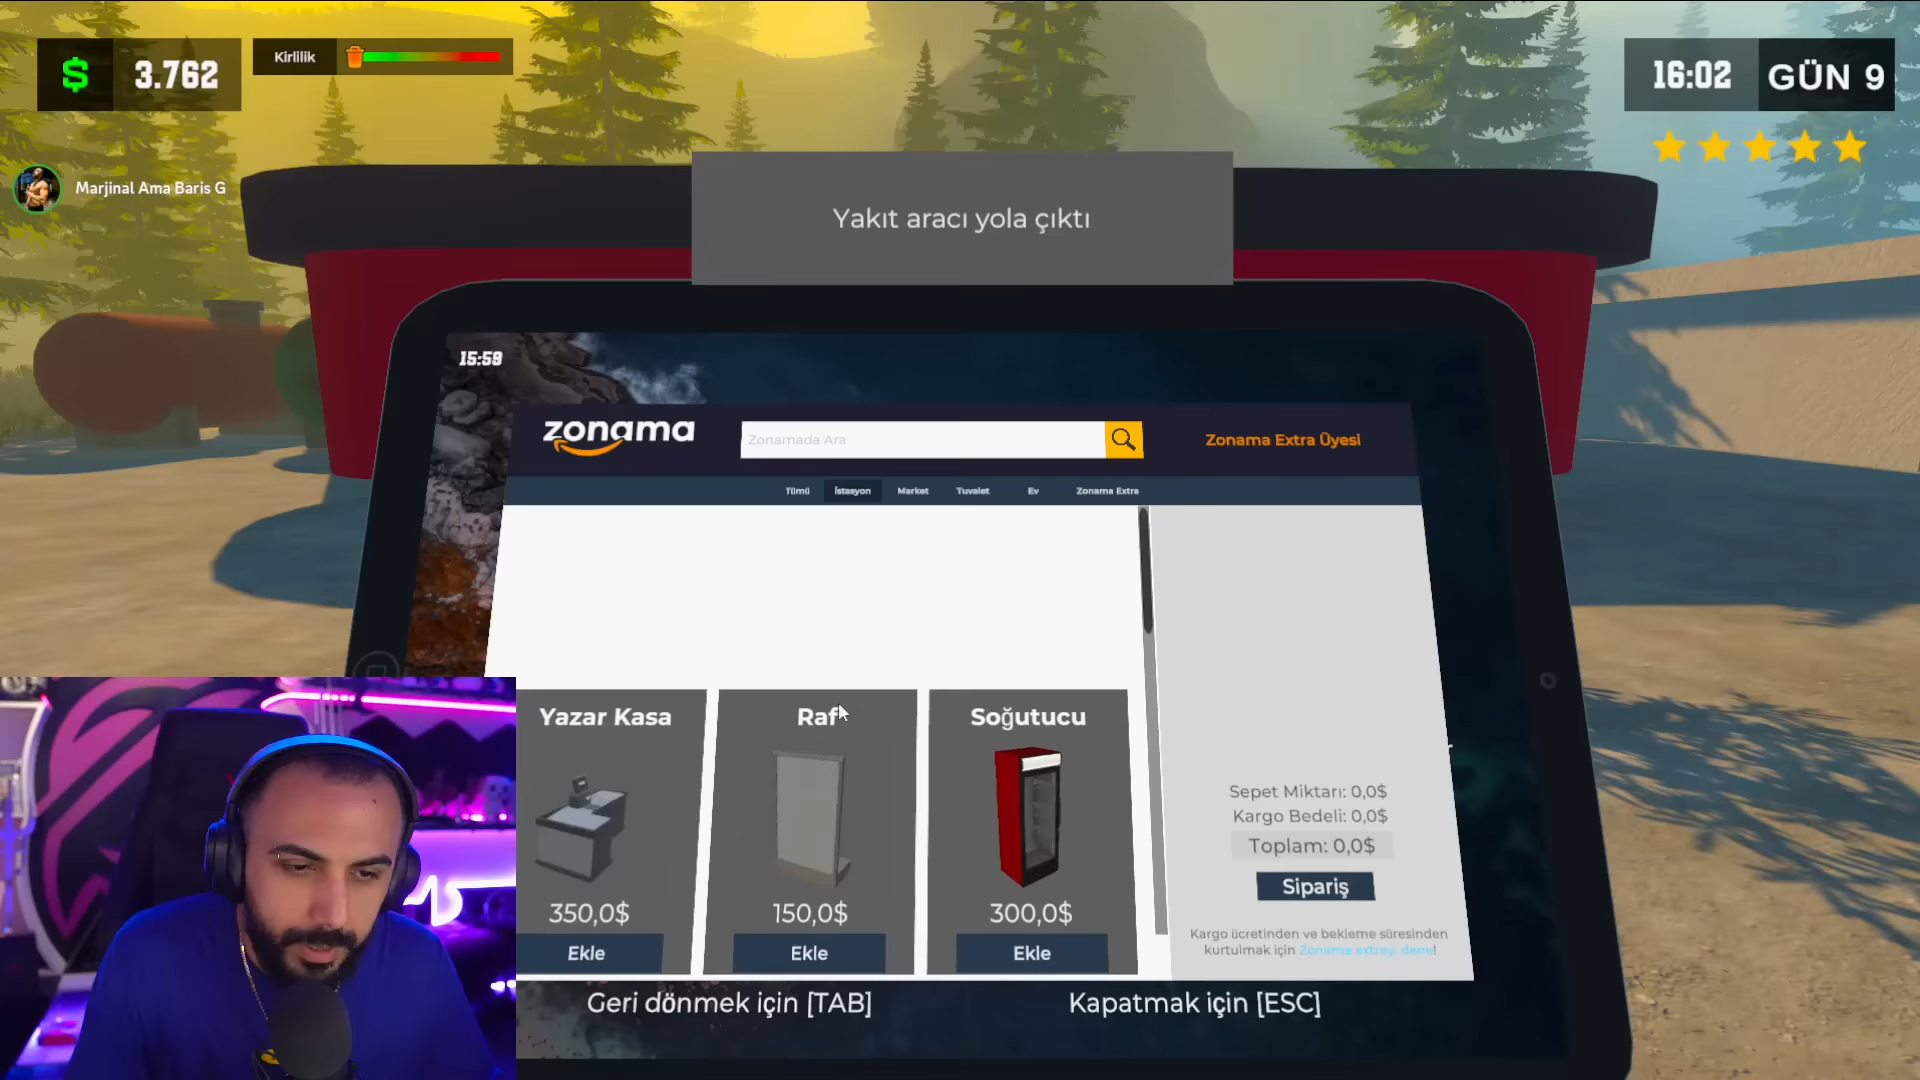 $ 3.762
Kirlilik
16:02 GÜN 9
Marjinal Ama Baris G
Yakıt aracı yola çıktı
15:59
zonama
Zonamada Ara
Zonama Extra Üyesi
Tümü İstasyon Market Tuvalet Ev Zonama Extra
Yazar Kasa Raf Soğutucu
350,0$ 150,0$ 300,0$
Ekle Ekle Ekle
Sepet Miktarı: 0,0$
Kargo Bedeli: 0,0$
Toplam: 0,0$
Sipariş
Kargo ücretinden ve bekleme süresinden
kurtulmak için Zonama extrayı dene!
Geri dönmek için [TAB] Kapatmak için [ESC]